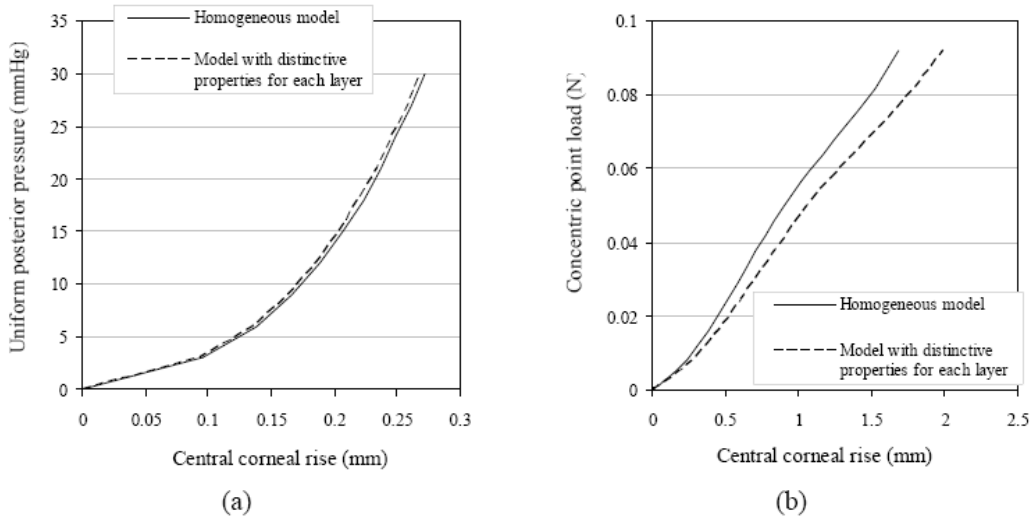 35
30
25
20
15
10
5
0
Uniform posterior pressure (mmHg)
Homogeneous model
Model with distinctive
properties for each layer
0 0.05 0.1 0.15 0.2 0.25 0.3
Central corneal rise (mm)
(a)
0.1
0.08
0.06
0.04
0.02
0
Concentric point load (N)
Homogeneous model
Model with distinctive
properties for each layer
0 0.5 1 1.5 2 2.5
Central corneal rise (mm)
(b)